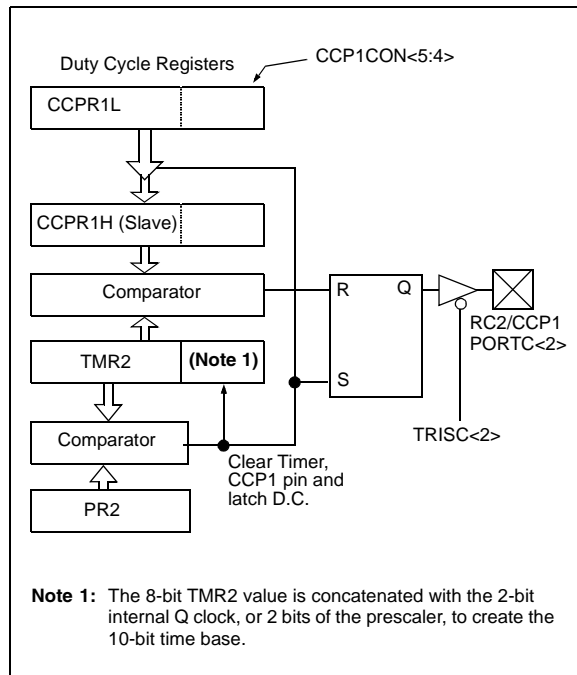 Duty Cycle Registers
CCP1CON<5:4>
CCPR1L
CCPR1H (Slave)
Comparator
R
Q
RC2/CCP1
PORTC<2>
TMR2
(Note 1)
S
TRISC<2>
Comparator
Clear Timer,
CCP1 pin and
latch D.C.
PR2
Note 1: The 8-bit TMR2 value is concatenated with the 2-bit
internal Q clock, or 2 bits of the prescaler, to create the
10-bit time base.